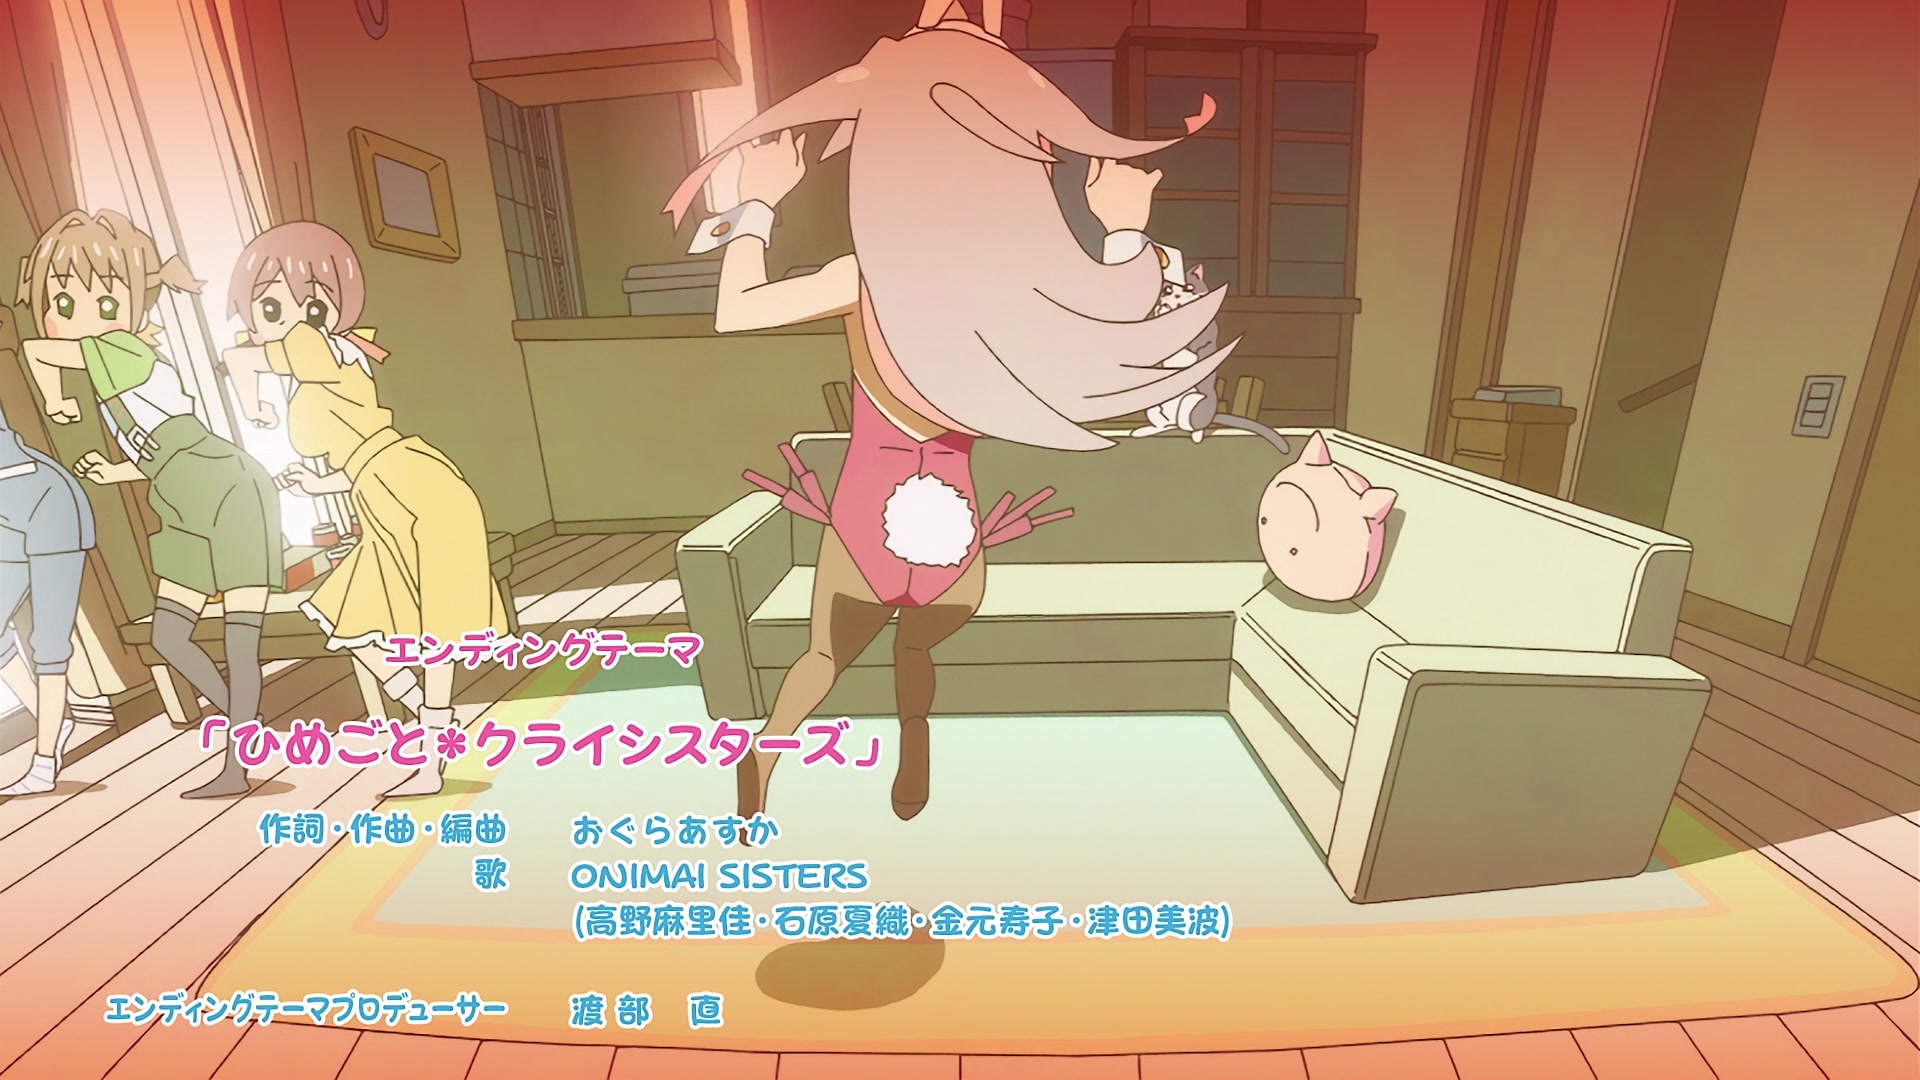 エンディングテーマ
「ひめごと＊クライシスターズ」
作詞・作曲・編曲　おぐらあすか
歌　ONIMAI SISTERS
(高野麻里佳・石原夏織・金元寿子・津田美波)
エンディングテーマプロデューサー　渡部　直